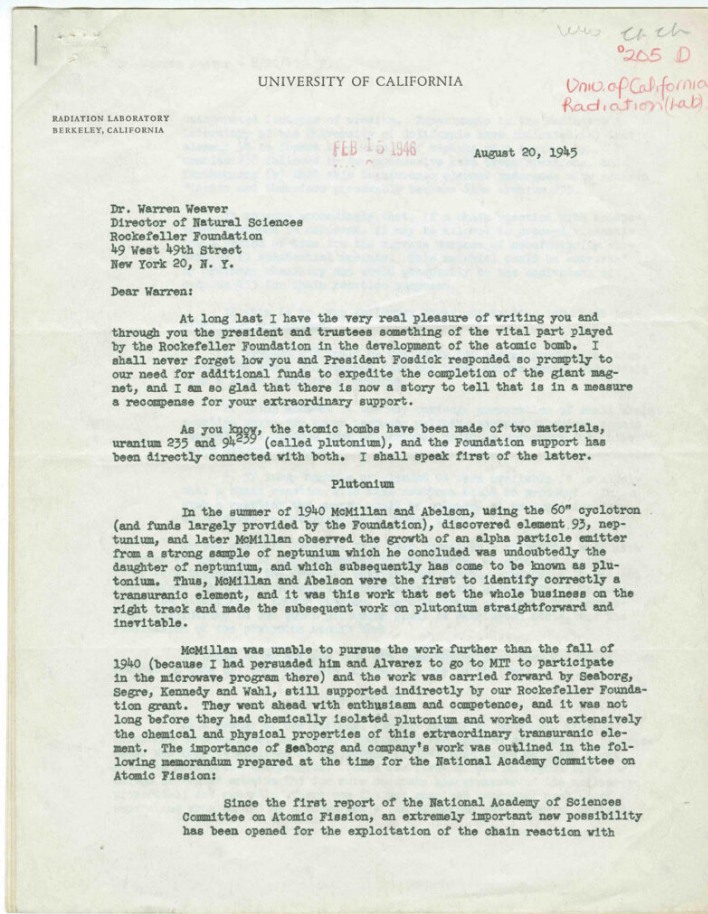 ww ch ch
205 D
Univ. of California
Radiation (Lab)
UNIVERSITY OF CALIFORNIA
RADIATION LABORATORY
BERKELEY, CALIFORNIA
FEB 15 1946
August 20, 1945
Dr. Warren Weaver
Director of Natural Sciences
Rockefeller Foundation
49 West 49th Street
New York 20, N. Y.
Dear Warren:
At long last I have the very real pleasure of writing you and
through you the president and trustees something of the vital part played
by the Rockefeller Foundation in the development of the atomic bomb. I
shall never forget how you and President Fosdick responded so promptly to
our need for additional funds to expedite the completion of the giant mag-
net, and I am so glad that there is now a story to tell that is in a measure
a recompense for your extraordinary support.
As you know, the atomic bombs have been made of two materials,
uranium 235 and 94239 (called plutonium), and the Foundation support has
been directly connected with both. I shall speak first of the latter.
Plutonium
In the summer of 1940 McMillan and Abelson, using the 60" cyclotron
(and funds largely provided by the Foundation), discovered element 93, nep-
tunium, and later McMillan observed the growth of an alpha particle emitter
from a strong sample of neptunium which he concluded was undoubtedly the
daughter of neptunium, and which subsequently has come to be known as plu-
tonium. Thus, McMillan and Abelson were the first to identify correctly a
transuranic element, and it was this work that set the whole business on the
right track and made the subsequent work on plutonium straightforward and
inevitable.
McMillan was unable to pursue the work further than the fall of
1940 (because I had persuaded him and Alvarez to go to MIT to participate
in the microwave program there) and the work was carried forward by Seaborg,
Segre, Kennedy and Wahl, still supported indirectly by our Rockefeller Founda-
tion grant. They went ahead with enthusiasm and competence, and it was not
long before they had chemically isolated plutonium and worked out extensively
the chemical and physical properties of this extraordinary transuranic ele-
ment. The importance of Seaborg and company's work was outlined in the fol-
lowing memorandum prepared at the time for the National Academy Committee on
Atomic Fission:
Since the first report of the National Academy of Sciences
Committee on Atomic Fission, an extremely important new possibility
has been opened for the exploitation of the chain reaction with